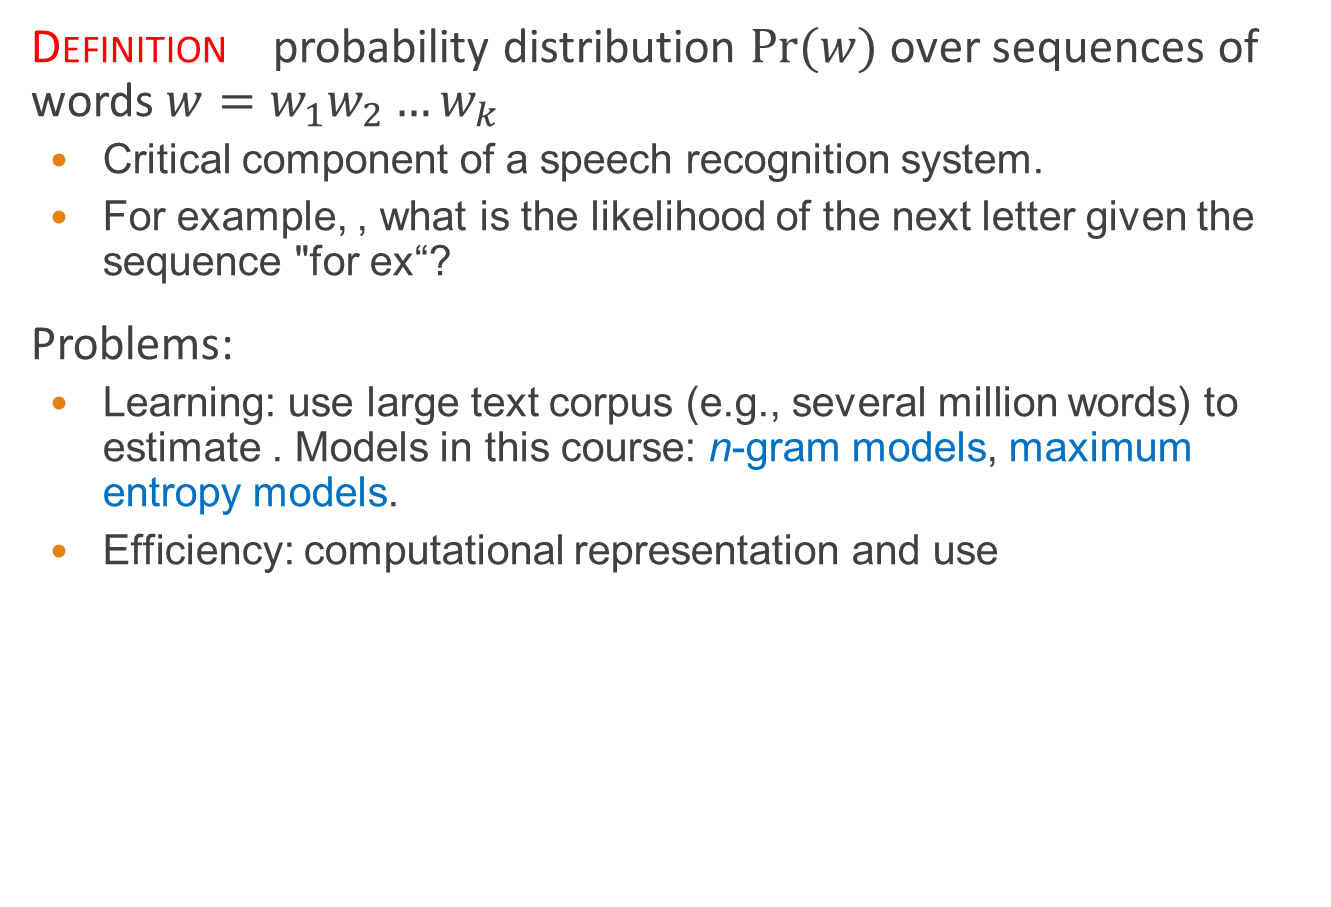 DEFINITION probability distribution Pr(w) over sequences of
words w = w₁w₂ … wₖ
• Critical component of a speech recognition system.
• For example, , what is the likelihood of the next letter given the
sequence "for ex“?
Problems:
• Learning: use large text corpus (e.g., several million words) to
estimate . Models in this course: n-gram models, maximum
entropy models.
• Efficiency: computational representation and use